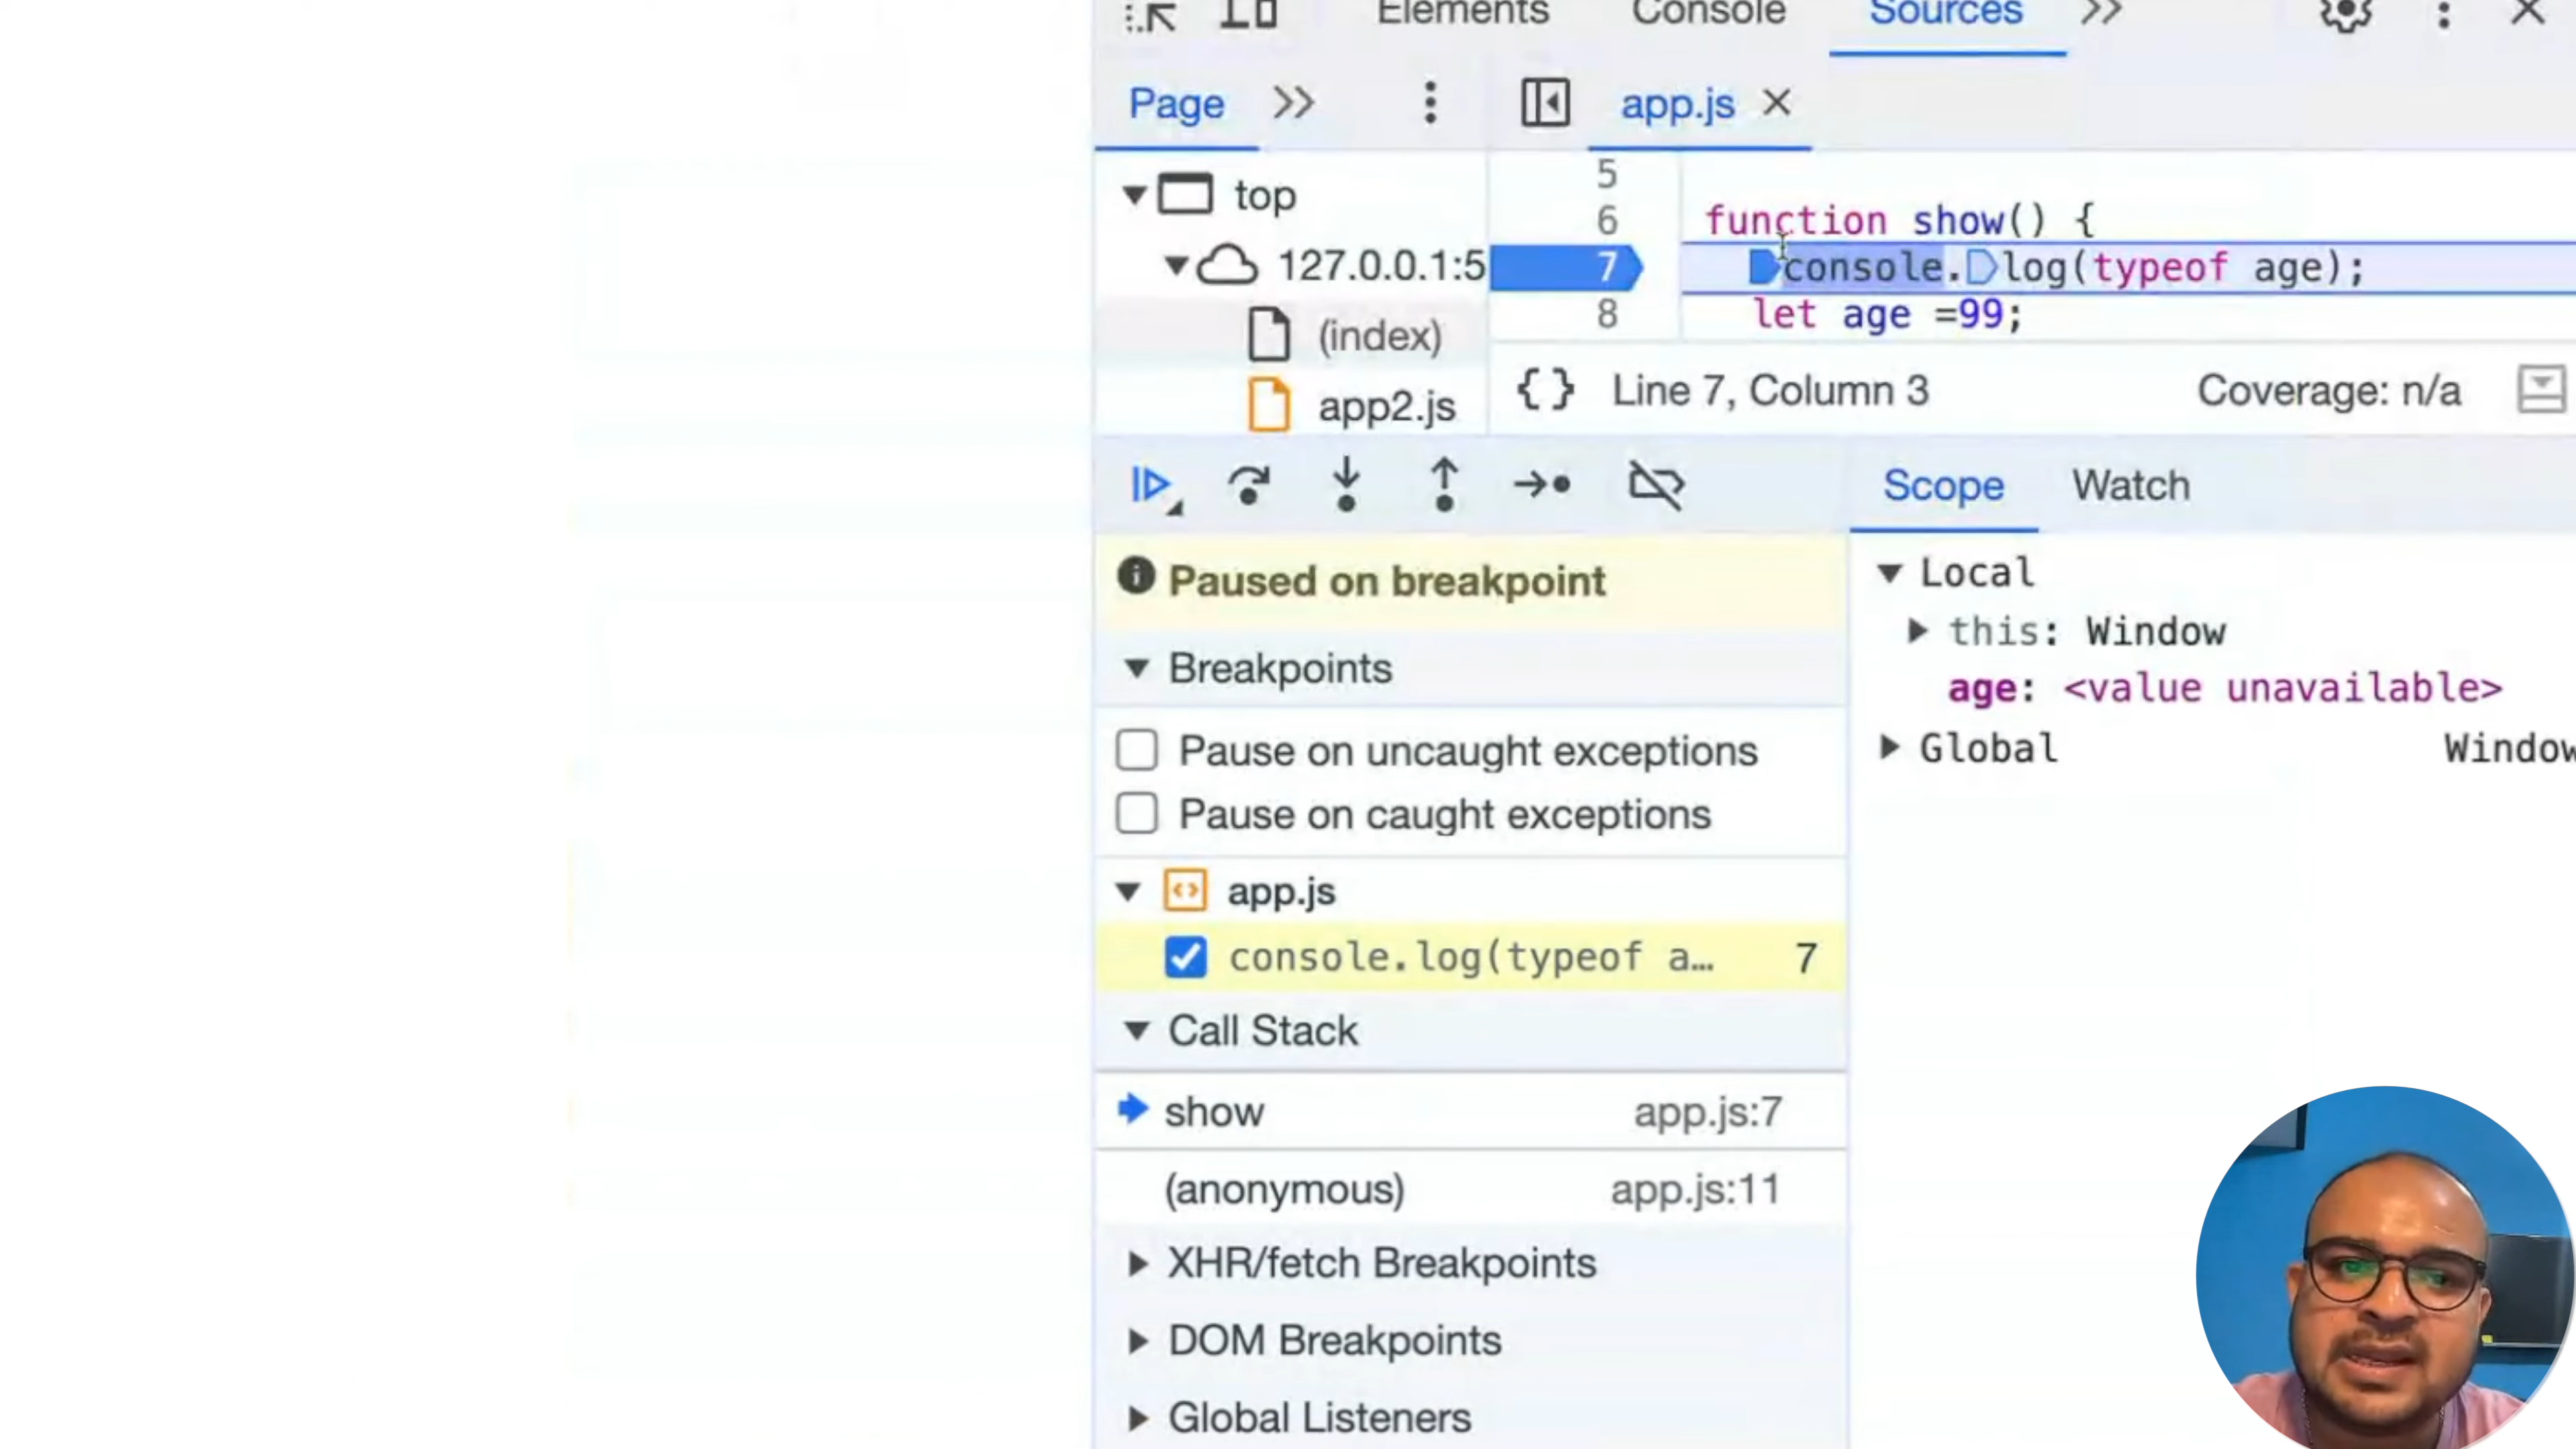 Elements Console Sources
Page
app.js
top
127.0.0.1:5
(index)
app2.js
5
6 function show() {
7 console.log(typeof age);
8 let age =99;
{} Line 7, Column 3 Coverage: n/a
Scope Watch
Paused on breakpoint
Breakpoints
Pause on uncaught exceptions
Pause on caught exceptions
app.js
console.log(typeof a… 7
Call Stack
show app.js:7
(anonymous) app.js:11
XHR/fetch Breakpoints
DOM Breakpoints
Global Listeners
Local
this: Window
age: <value unavailable>
Global Window